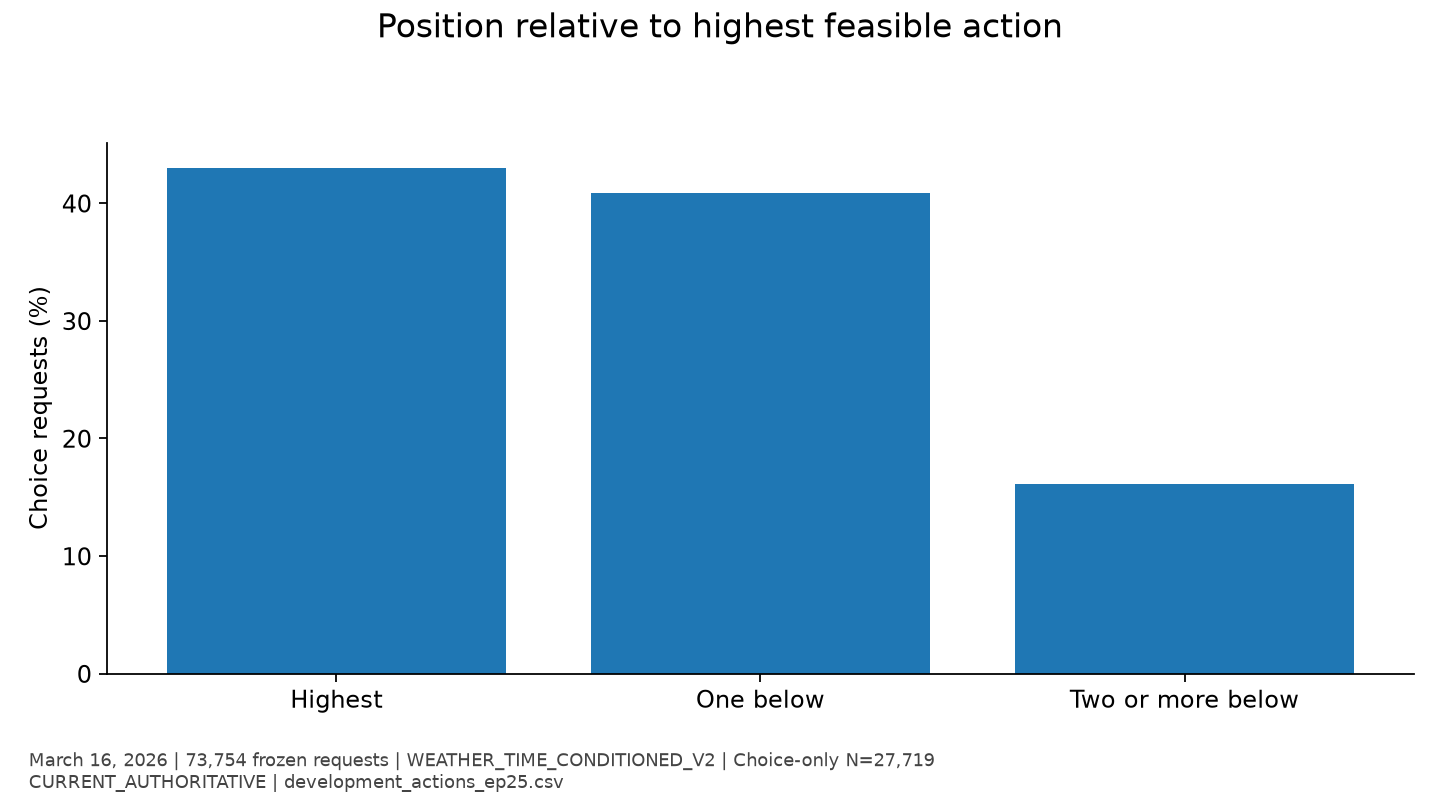 Position relative to highest feasible action
Choice requests (%)
40
30
20
10
0
Highest
One below
Two or more below
March 16, 2026 | 73,754 frozen requests | WEATHER_TIME_CONDITIONED_V2 | Choice-only N=27,719
CURRENT_AUTHORITATIVE | development_actions_ep25.csv